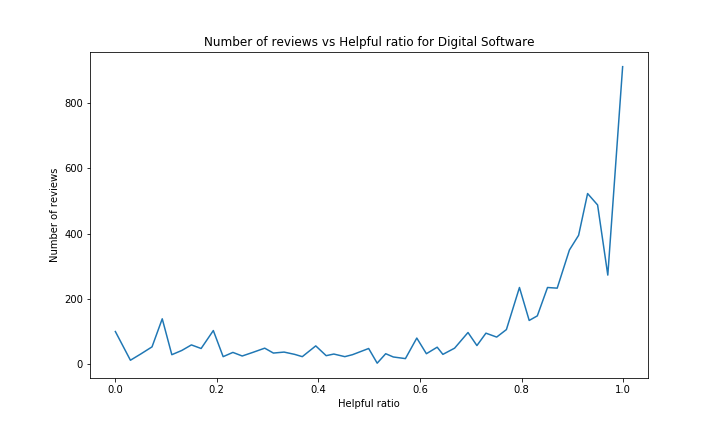 Number of reviews vs Helpful ratio for Digital Software
Number of reviews
800
600
400
200
0
0.0 0.2 0.4 0.6 0.8 1.0
Helpful ratio